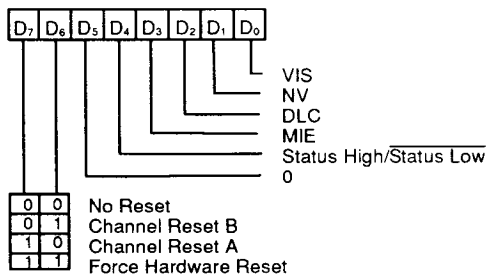 D₇ D₆ D₅ D₄ D₃ D₂ D₁ D₀
VIS
NV
DLC
MIE
Status High/Status Low
0
0 0 No Reset
0 1 Channel Reset B
1 0 Channel Reset A
1 1 Force Hardware Reset